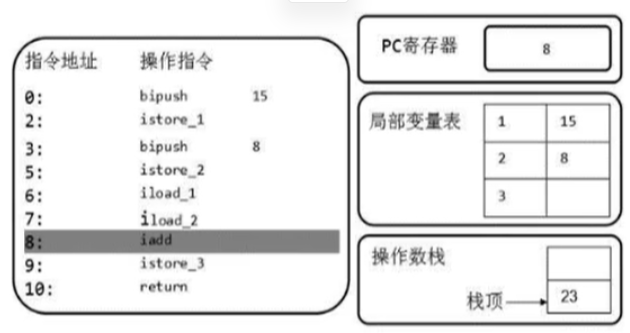 指令地址 操作指令
0: bipush 15
2: istore_1
3: bipush 8
5: istore_2
6: iload_1
7: iload_2
8: iadd
9: istore_3
10: return
PC寄存器 8
局部变量表 1 15
2 8
3
操作数栈
栈顶 23